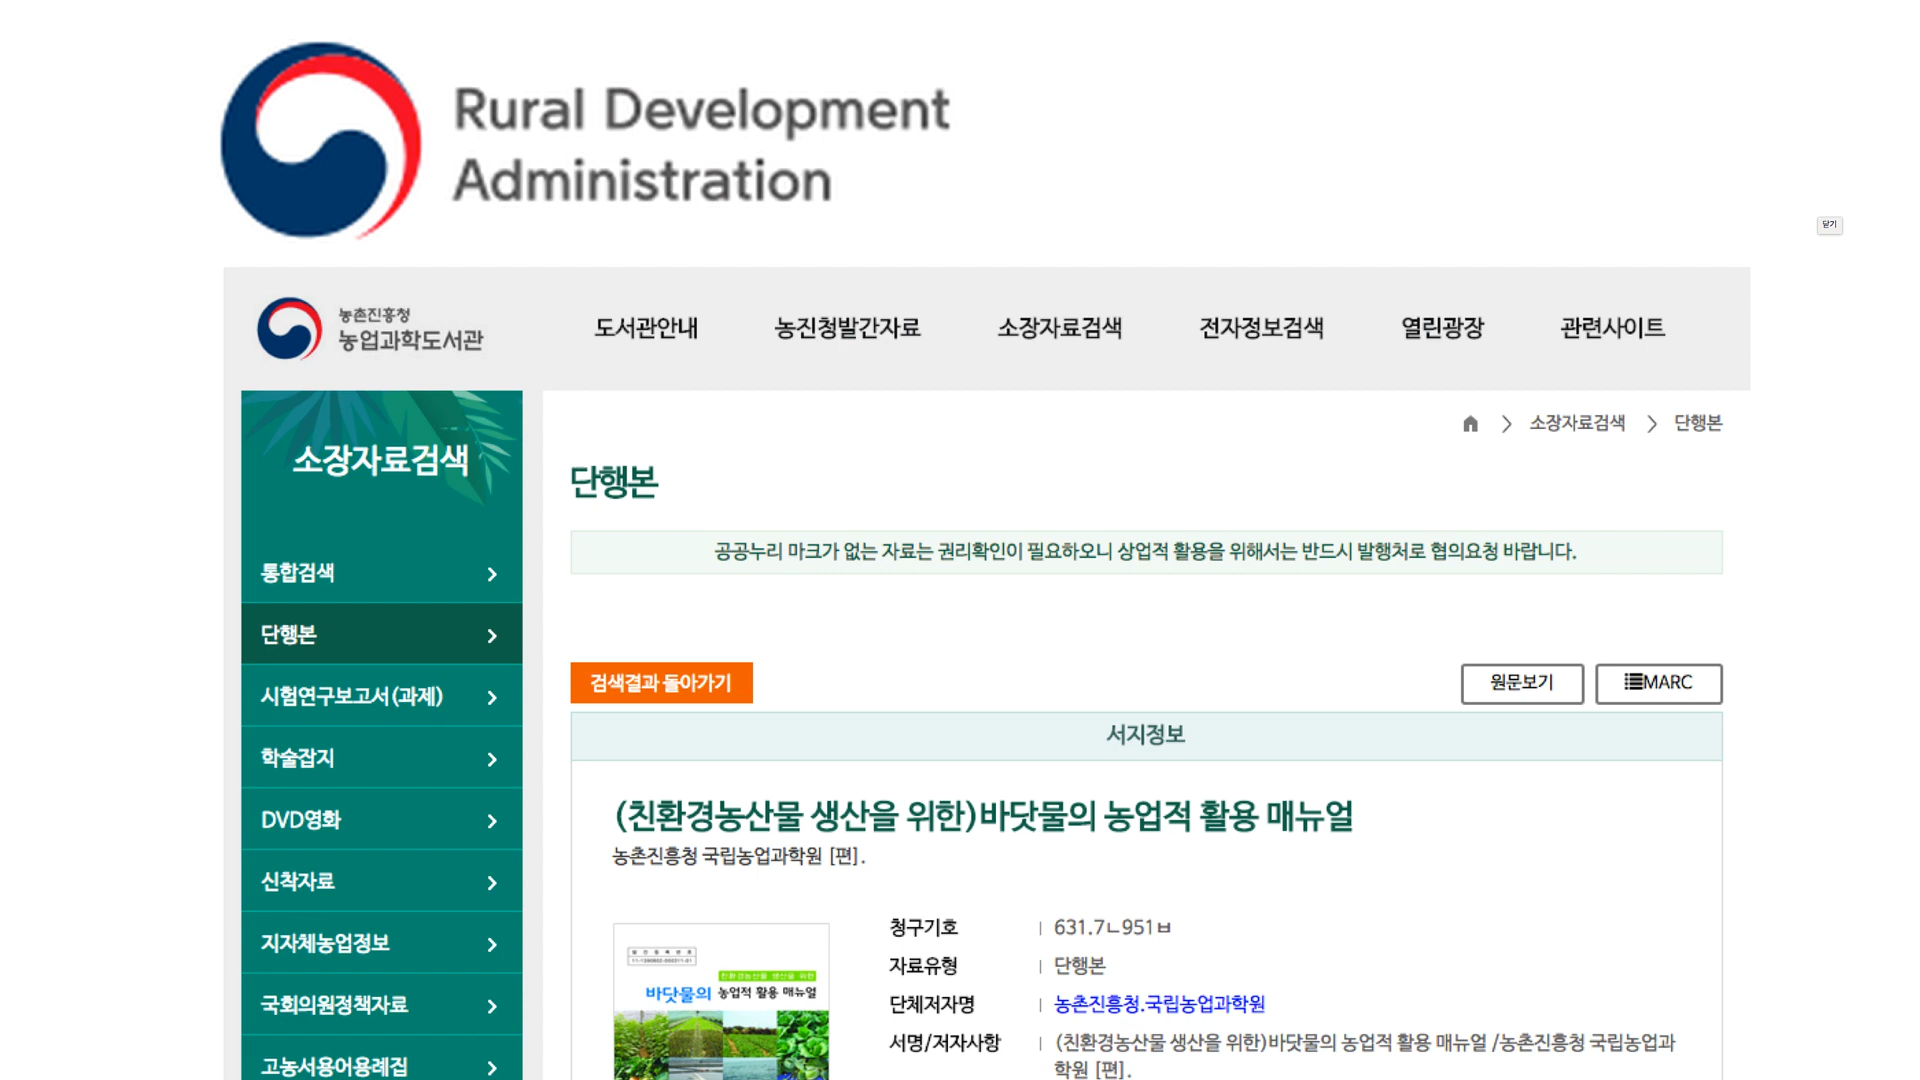 Rural Development
Administration
닫기
농촌진흥청
농업과학도서관
도서관안내 농진청발간자료 소장자료검색 전자정보검색 열린광장 관련사이트
소장자료검색 단행본
소장자료검색
통합검색
단행본
시험연구보고서(과제)
학술잡지
DVD영화
신착자료
지자체농업정보
국회의원정책자료
고농서용어용례집
단행본
공공누리 마크가 없는 자료는 권리확인이 필요하오니 상업적 활용을 위해서는 반드시 발행처로 협의요청 바랍니다.
검색결과 돌아가기 원문보기 MARC
서지정보
(친환경농산물 생산을 위한)바닷물의 농업적 활용 매뉴얼
농촌진흥청 국립농업과학원 [편].
친환경농산물 생산을 위한
바닷물의 농업적 활용 매뉴얼
청구기호 | 631.7ㄴ951ㅂ
자료유형 | 단행본
단체저자명 | 농촌진흥청.국립농업과학원
서명/저자사항 | (친환경농산물 생산을 위한)바닷물의 농업적 활용 매뉴얼 /농촌진흥청 국립농업과
학원 [편].